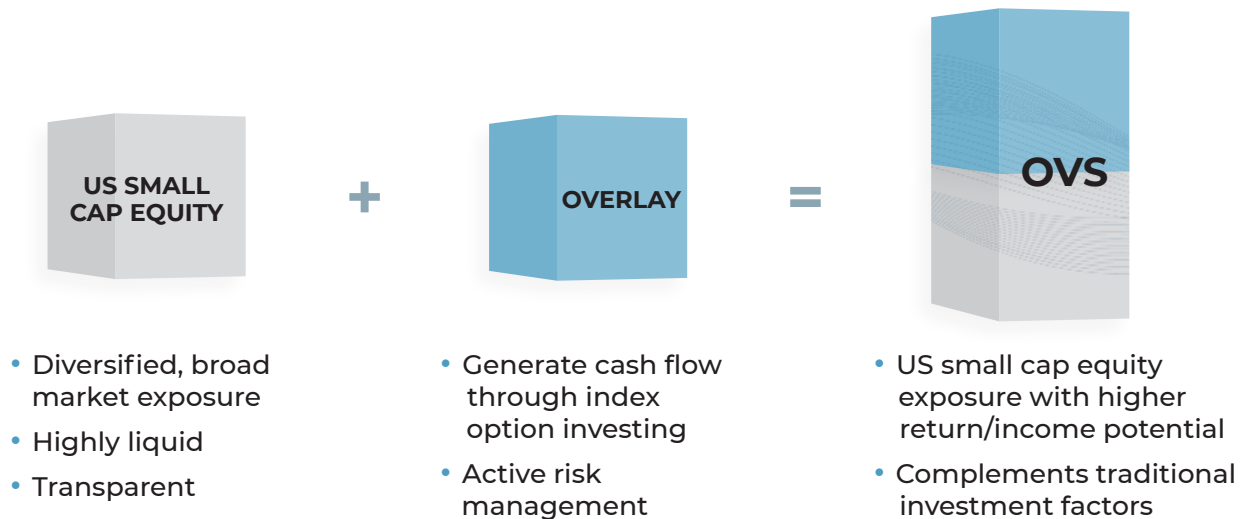 US SMALL
CAP EQUITY
+
OVERLAY
=
OVS
• Diversified, broad
market exposure
• Highly liquid
• Transparent
• Generate cash flow
through index
option investing
• Active risk
management
• US small cap equity
exposure with higher
return/income potential
• Complements traditional
investment factors